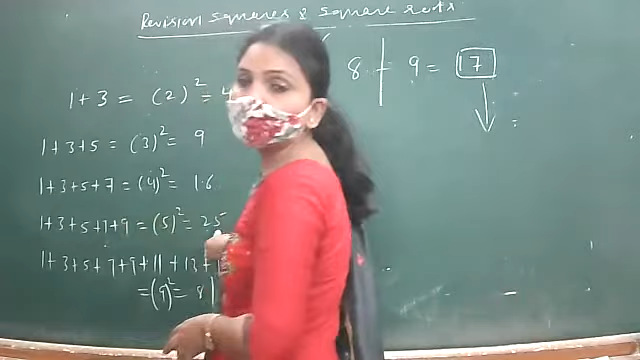 Revision squares & square roots
1+3 = (2)² = 4
8 + 9 = 17
1+3+5 = (3)² = 9
1+3+5+7 = (4)² = 16
1+3+5+7+9 = (5)² = 25
1+3+5+7+9+11+13+1
=(9)² = 81